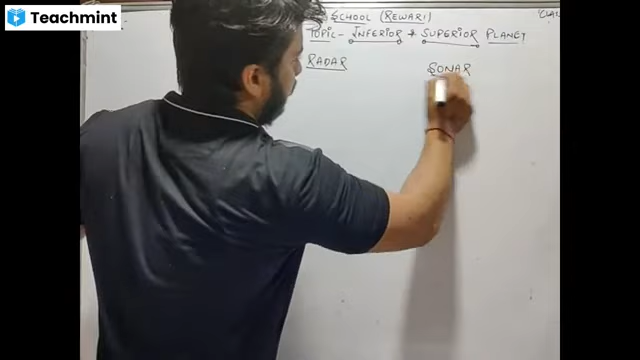 Teachmint
SCHOOL (REWARI)
TOPIC - INFERIOR & SUPERIOR PLANET
RADAR
SONAR